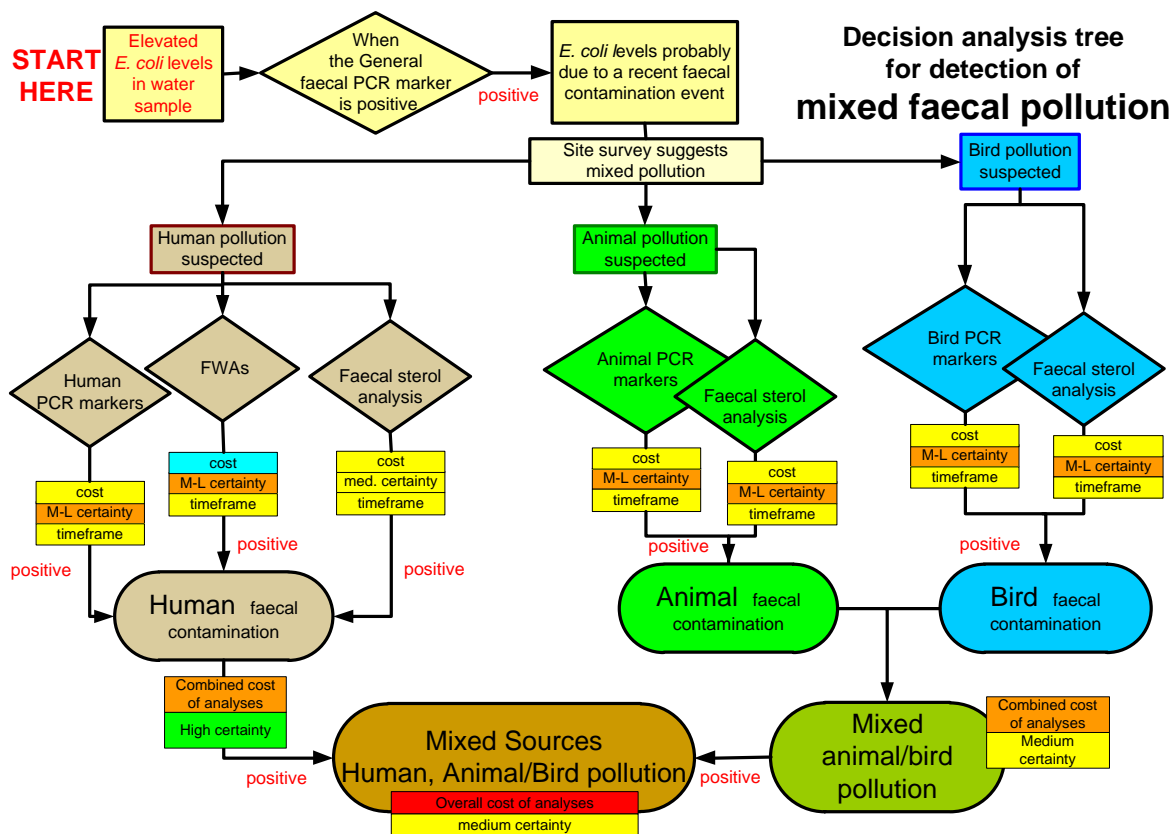 START
HERE
Elevated
E. coli levels
in water
sample
When
the General
faecal PCR marker
is positive
positive
E. coli levels probably
due to a recent faecal
contamination event
Decision analysis tree
for detection of
mixed faecal pollution
Site survey suggests
mixed pollution
Bird pollution
suspected
Human pollution
suspected
Animal pollution
suspected
Human
PCR markers
FWAs
Faecal sterol
analysis
Animal PCR
markers
Faecal sterol
analysis
Bird PCR
markers
Faecal sterol
analysis
cost
M-L certainty
timeframe
cost
M-L certainty
timeframe
cost
med. certainty
timeframe
cost
M-L certainty
timeframe
cost
M-L certainty
timeframe
cost
M-L certainty
timeframe
cost
M-L certainty
timeframe
positive
positive
positive
positive
positive
Human faecal
contamination
Animal faecal
contamination
Bird faecal
contamination
Combined cost
of analyses
High certainty
positive
Mixed Sources
Human, Animal/Bird pollution
Overall cost of analyses
medium certainty
positive
Mixed
animal/bird
pollution
Combined cost
of analyses
Medium
certainty